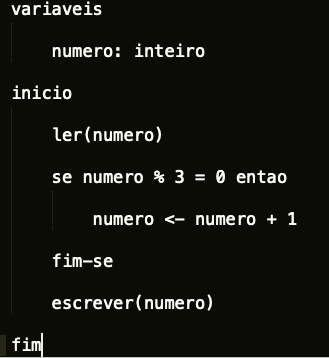 variaveis
numero: inteiro
inicio
ler(numero)
se numero % 3 = 0 entao
numero <- numero + 1
fim-se
escrever(numero)
fim